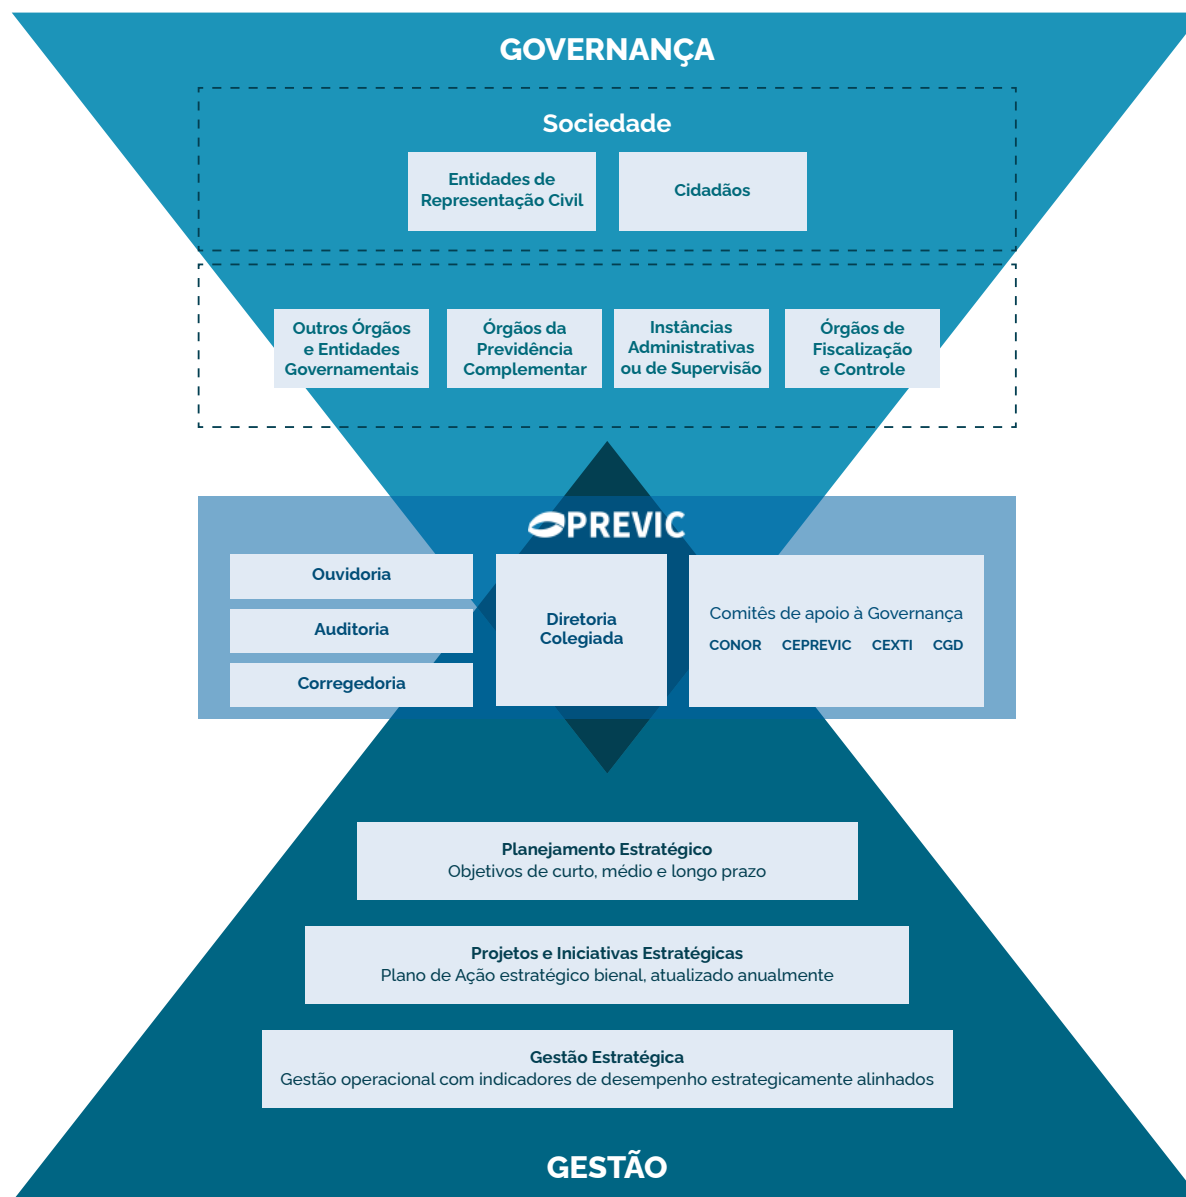 GOVERNANÇA
Sociedade
Entidades de
Representação Civil
Cidadãos
Outros Órgãos
e Entidades
Governamentais
Órgãos da
Previdência
Complementar
Instâncias
Administrativas
ou de Supervisão
Órgãos de
Fiscalização
e Controle
PREVIC
Ouvidoria
Auditoria
Corregedoria
Diretoria
Colegiada
Comitês de apoio à Governança
CONOR CEPREVIC CEXTI CGD
Planejamento Estratégico
Objetivos de curto, médio e longo prazo
Projetos e Iniciativas Estratégicas
Plano de Ação estratégico bienal, atualizado anualmente
Gestão Estratégica
Gestão operacional com indicadores de desempenho estrategicamente alinhados
GESTÃO